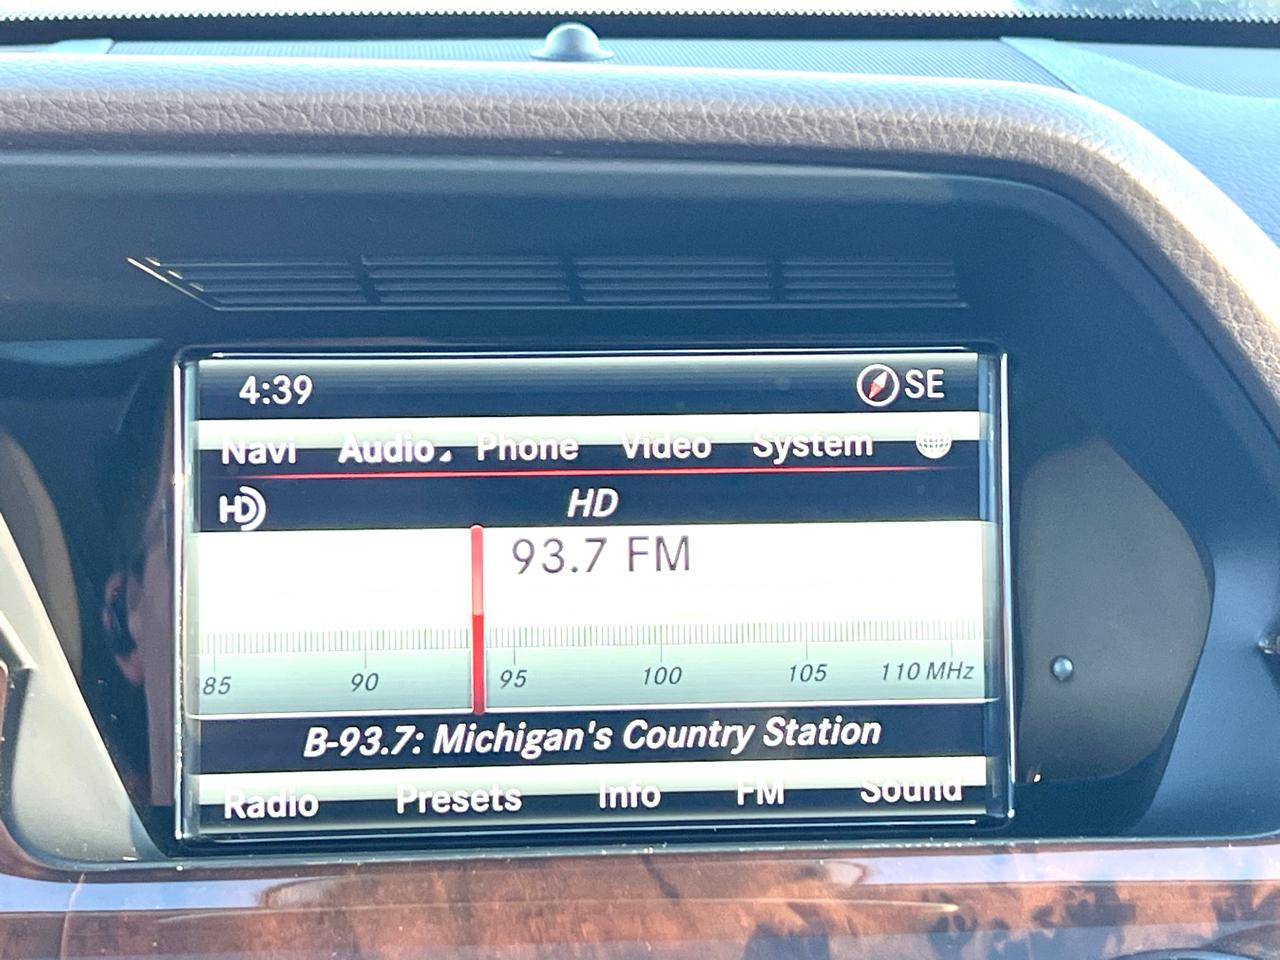 4:39 SE
Navi Audio Phone Video System
HD HD
93.7 FM
85 90 95 100 105 110 MHz
B-93.7: Michigan's Country Station
Radio Presets Info FM Sound